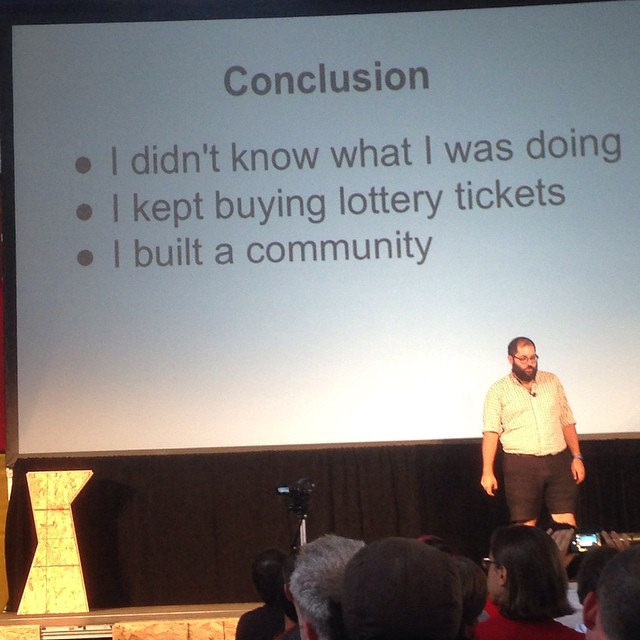 Conclusion
● I didn't know what I was doing
● I kept buying lottery tickets
● I built a community